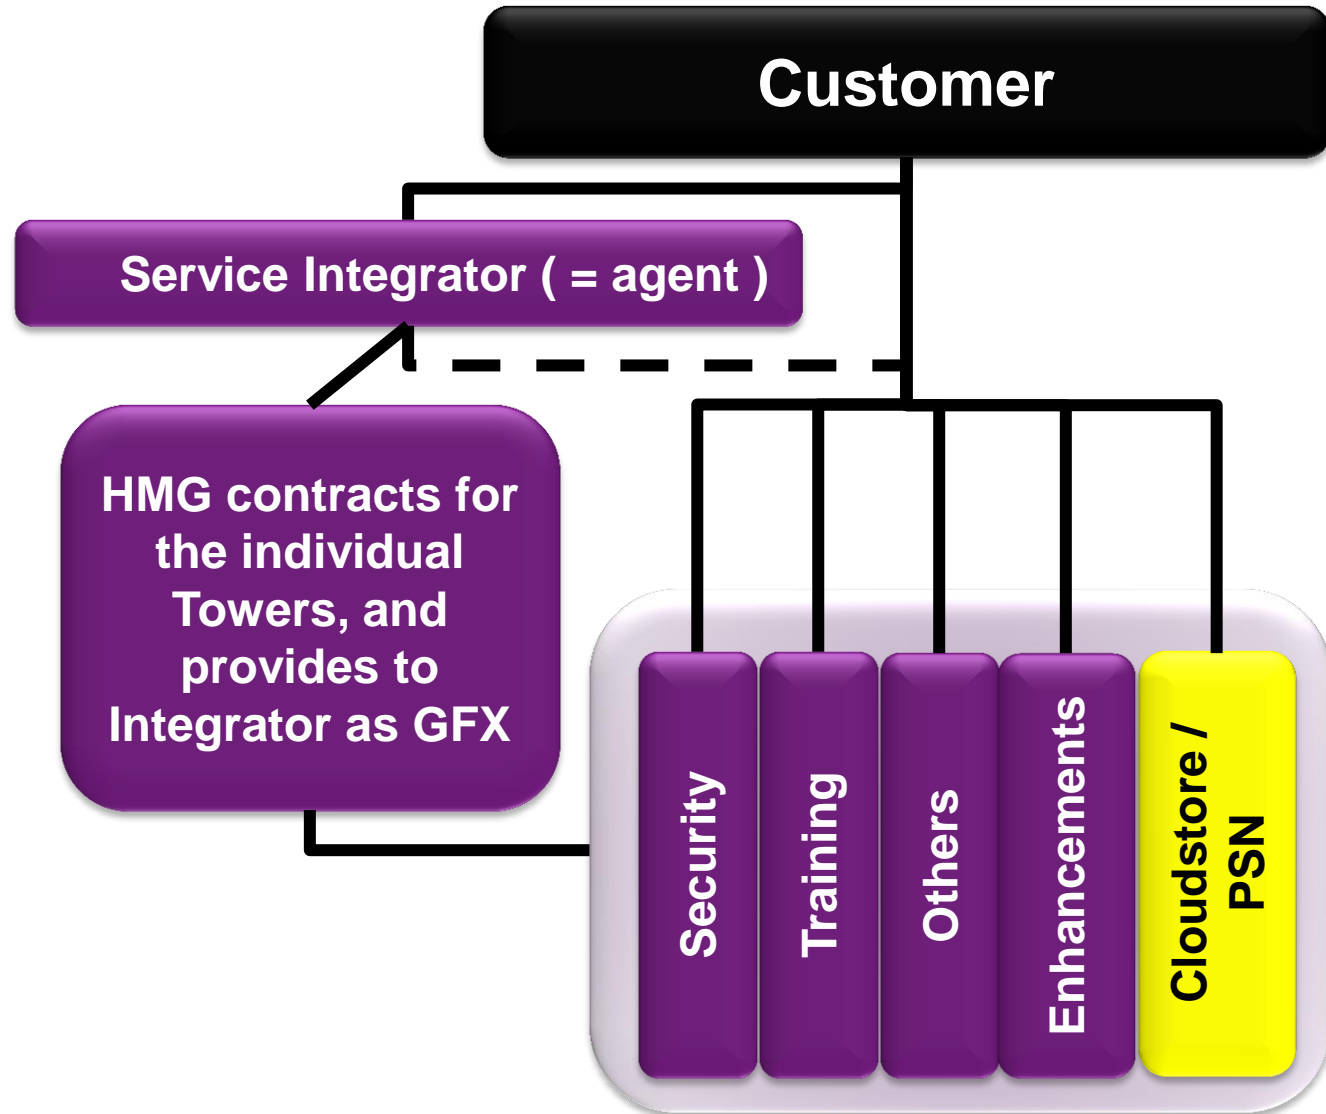 Customer
Service Integrator ( = agent )
HMG contracts for
the individual
Towers, and
provides to
Integrator as GFX
Security
Training
Others
Enhancements
Cloudstore /
PSN